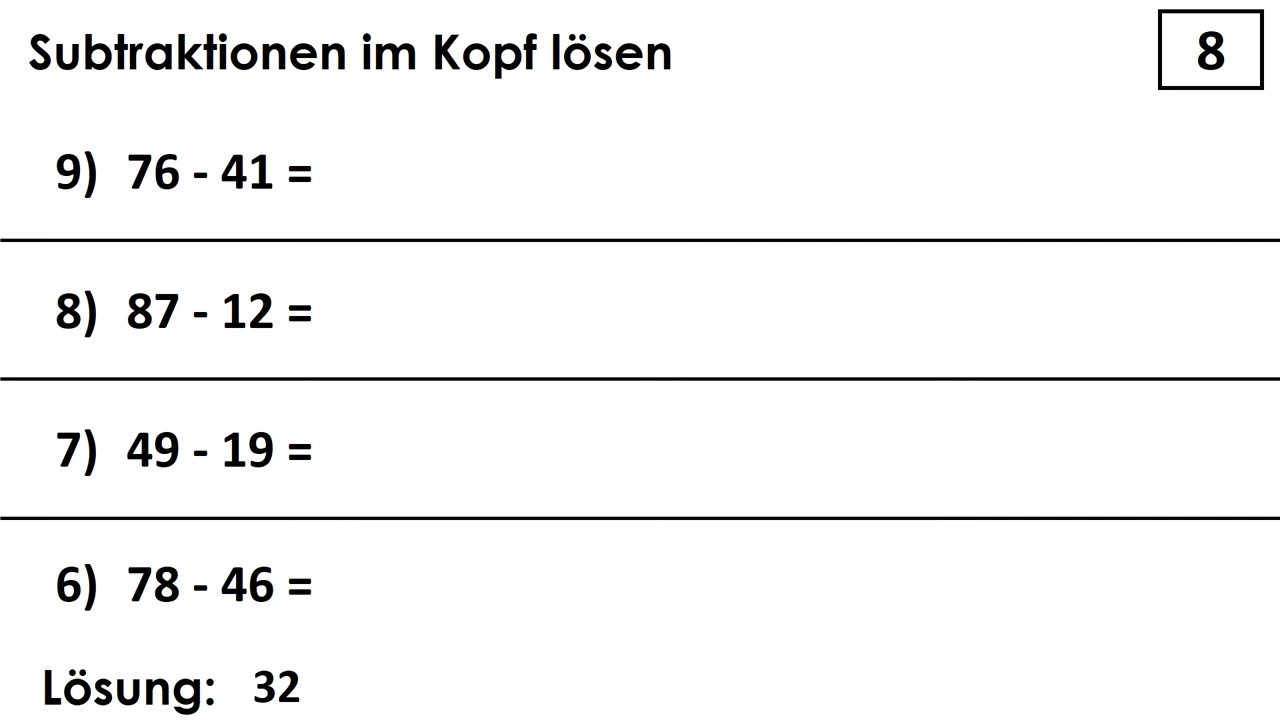 Subtraktionen im Kopf lösen
8
9) 76 - 41 =
8) 87 - 12 =
7) 49 - 19 =
6) 78 - 46 =
Lösung: 32